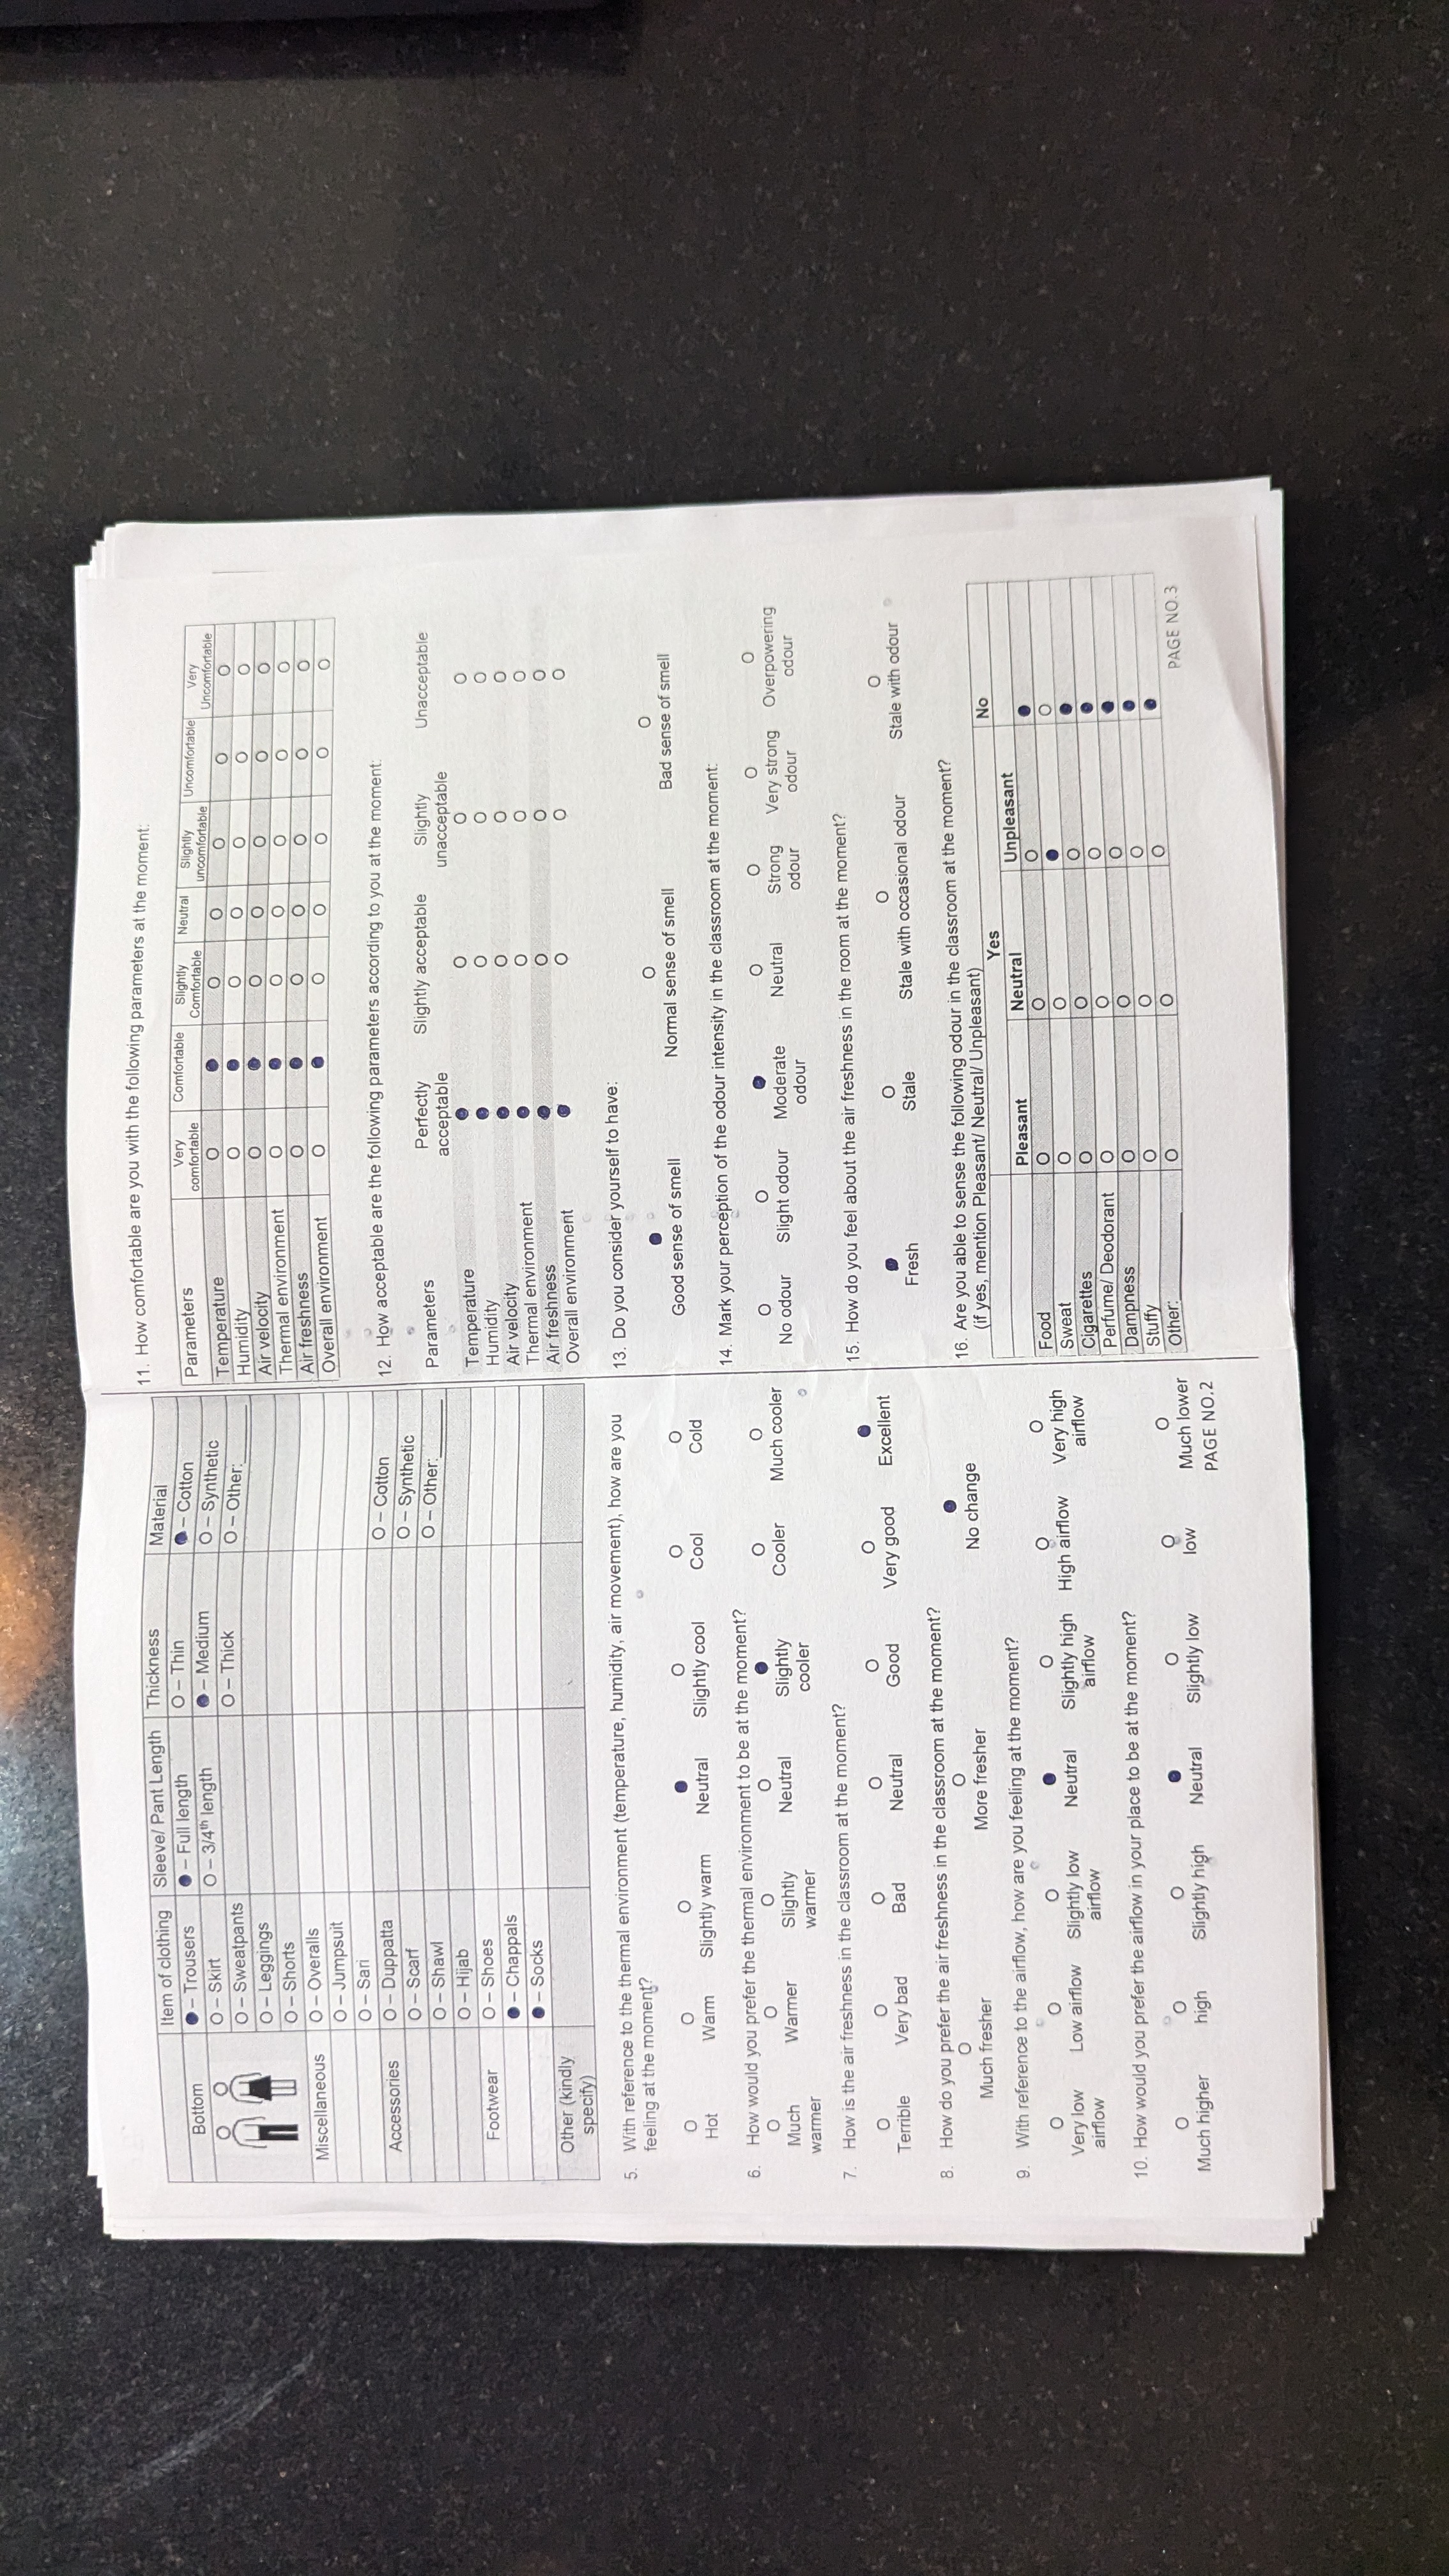 Item of clothing Sleeve/ Pant Length Thickness Material
Bottom ● – Trousers ● – Full length O – Thin ● – Cotton
O – Skirt O – 3/4th length ● – Medium O – Synthetic
O – Sweatpants O – Thick O – Other:____
O – Leggings
O – Shorts
Miscellaneous O – Overalls
O – Jumpsuit
O – Sari
Accessories O – Duppatta O – Cotton
O – Scarf O – Synthetic
O – Shawl O – Other:____
O – Hijab
Footwear O – Shoes
● – Chappals
● – Socks
Other (kindly
specify)
5. With reference to the thermal environment (temperature, humidity, air movement), how are you
feeling at the moment?
O O O ● O O O
Hot Warm Slightly warm Neutral Slightly cool Cool Cold
6. How would you prefer the thermal environment to be at the moment?
O O O O ● O O
Much Warmer Slightly Neutral Slightly Cooler Much cooler
warmer warmer cooler
7. How is the air freshness in the classroom at the moment?
O O O O O O ●
Terrible Very bad Bad Neutral Good Very good Excellent
8. How do you prefer the air freshness in the classroom at the moment?
O O ●
Much fresher More fresher No change
9. With reference to the airflow, how are you feeling at the moment?
O O O ● O O O
Very low Low airflow Slightly low Neutral Slightly high High airflow Very high
airflow airflow airflow airflow
10. How would you prefer the airflow in your place to be at the moment?
O O O ● O O O
Much higher high Slightly high Neutral Slightly low low Much lower
PAGE NO.2
11. How comfortable are you with the following parameters at the moment:
Parameters Very comfortable Comfortable Slightly Comfortable Neutral Slightly uncomfortable Uncomfortable Very Uncomfortable
Temperature O ● O O O O O
Humidity O ● O O O O O
Air velocity O ● O O O O O
Thermal environment O ● O O O O O
Air freshness O ● O O O O O
Overall environment O ● O O O O O
12. How acceptable are the following parameters according to you at the moment:
Parameters Perfectly acceptable Slightly acceptable Slightly unacceptable Unacceptable
Temperature ● O O O
Humidity ● O O O
Air velocity ● O O O
Thermal environment ● O O O
Air freshness ● O O O
Overall environment ● O O O
13. Do you consider yourself to have:
● O O
Good sense of smell Normal sense of smell Bad sense of smell
14. Mark your perception of the odour intensity in the classroom at the moment:
O O ● O O O O
No odour Slight odour Moderate Neutral Strong Very strong Overpowering
odour odour odour odour
15. How do you feel about the air freshness in the room at the moment?
● O O O
Fresh Stale Stale with occasional odour Stale with odour
16. Are you able to sense the following odour in the classroom at the moment?
(if yes, mention Pleasant/ Neutral/ Unpleasant)
Yes No
Pleasant Neutral Unpleasant
Food O O O ●
Sweat O O ● O
Cigarettes O O O ●
Perfume/ Deodorant O O O ●
Dampness O O O ●
Stuffy O O O ●
Other:____ O O O ●
PAGE NO.3